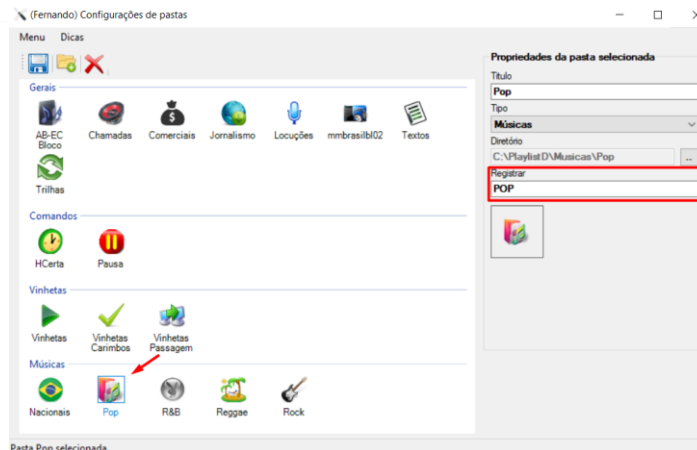 (Fernando) Configurações de pastas
Menu Dicas
Gerais
AB-EC Bloco
Chamadas
Comerciais
Jornalismo
Locuções
mmbrasilbl02
Textos
Trilhas
Comandos
HCerta
Pausa
Vinhetas
Vinhetas
Vinhetas Carimbos
Vinhetas Passagem
Músicas
Nacionais
Pop
R&B
Reggae
Rock
Propriedades da pasta selecionada
Titulo
Pop
Tipo
Músicas
Diretório
C:\PlaylistD\Musicas\Pop
..
Registrar
POP
Pasta Pop selecionada.